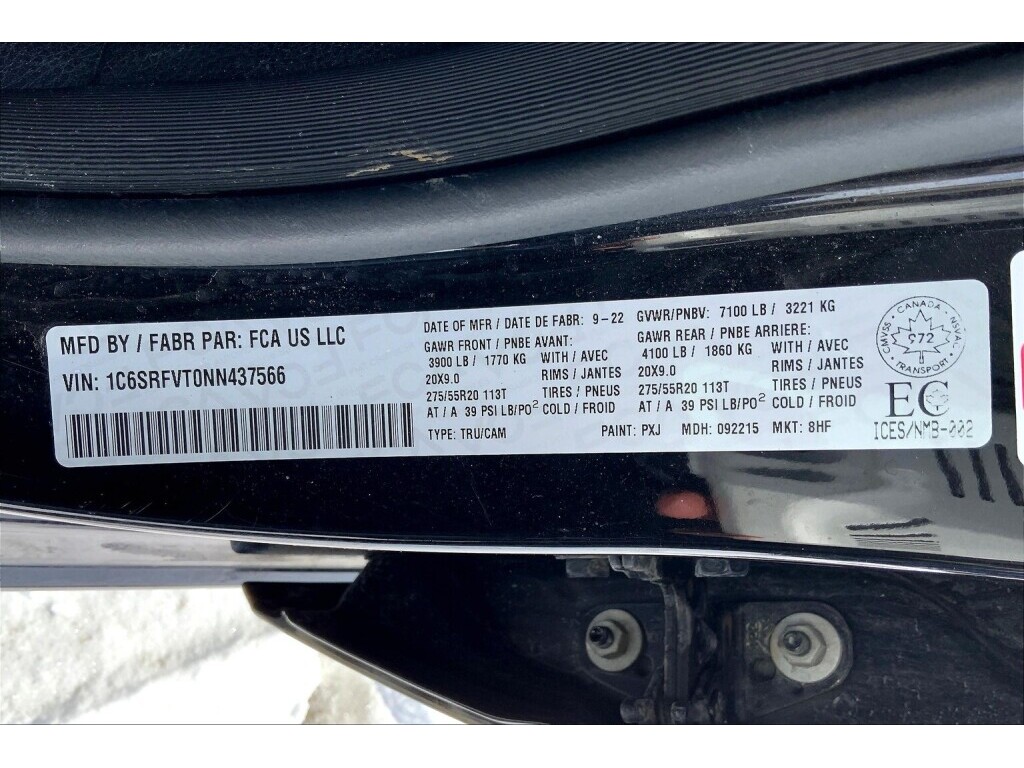 MFD BY / FABR PAR: FCA US LLC
VIN: 1C6SRFVT0NN437566
DATE OF MFR / DATE DE FABR: 9-22
GVWR/PNBV: 7100 LB / 3221 KG
GAWR FRONT / PNBE AVANT:
3900 LB / 1770 KG WITH / AVEC
20X9.0 RIMS / JANTES
275/55R20 113T TIRES / PNEUS
AT / A 39 PSI LB/PO² COLD / FROID
GAWR REAR / PNBE ARRIERE:
4100 LB / 1860 KG WITH / AVEC
20X9.0 RIMS / JANTES
275/55R20 113T TIRES / PNEUS
AT / A 39 PSI LB/PO² COLD / FROID
TYPE: TRU/CAM PAINT: PXJ MDH: 092215 MKT: 8HF
CANADA
CMVSS 972 NSVAC
TRANSPORT
EC
ICES/NMB-002